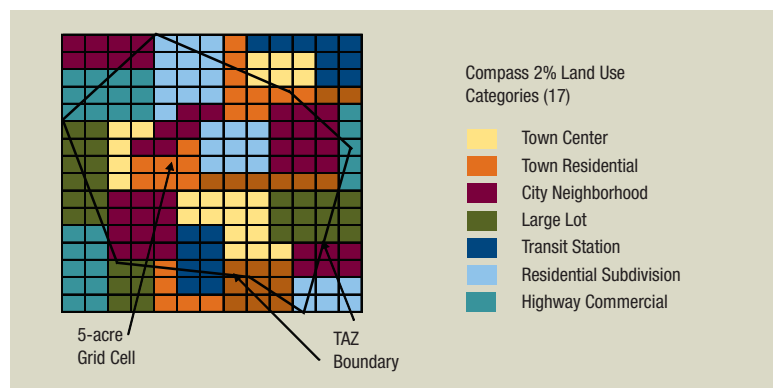 Compass 2% Land Use
Categories (17)
Town Center
Town Residential
City Neighborhood
Large Lot
Transit Station
Residential Subdivision
Highway Commercial
5-acre
Grid Cell
TAZ
Boundary